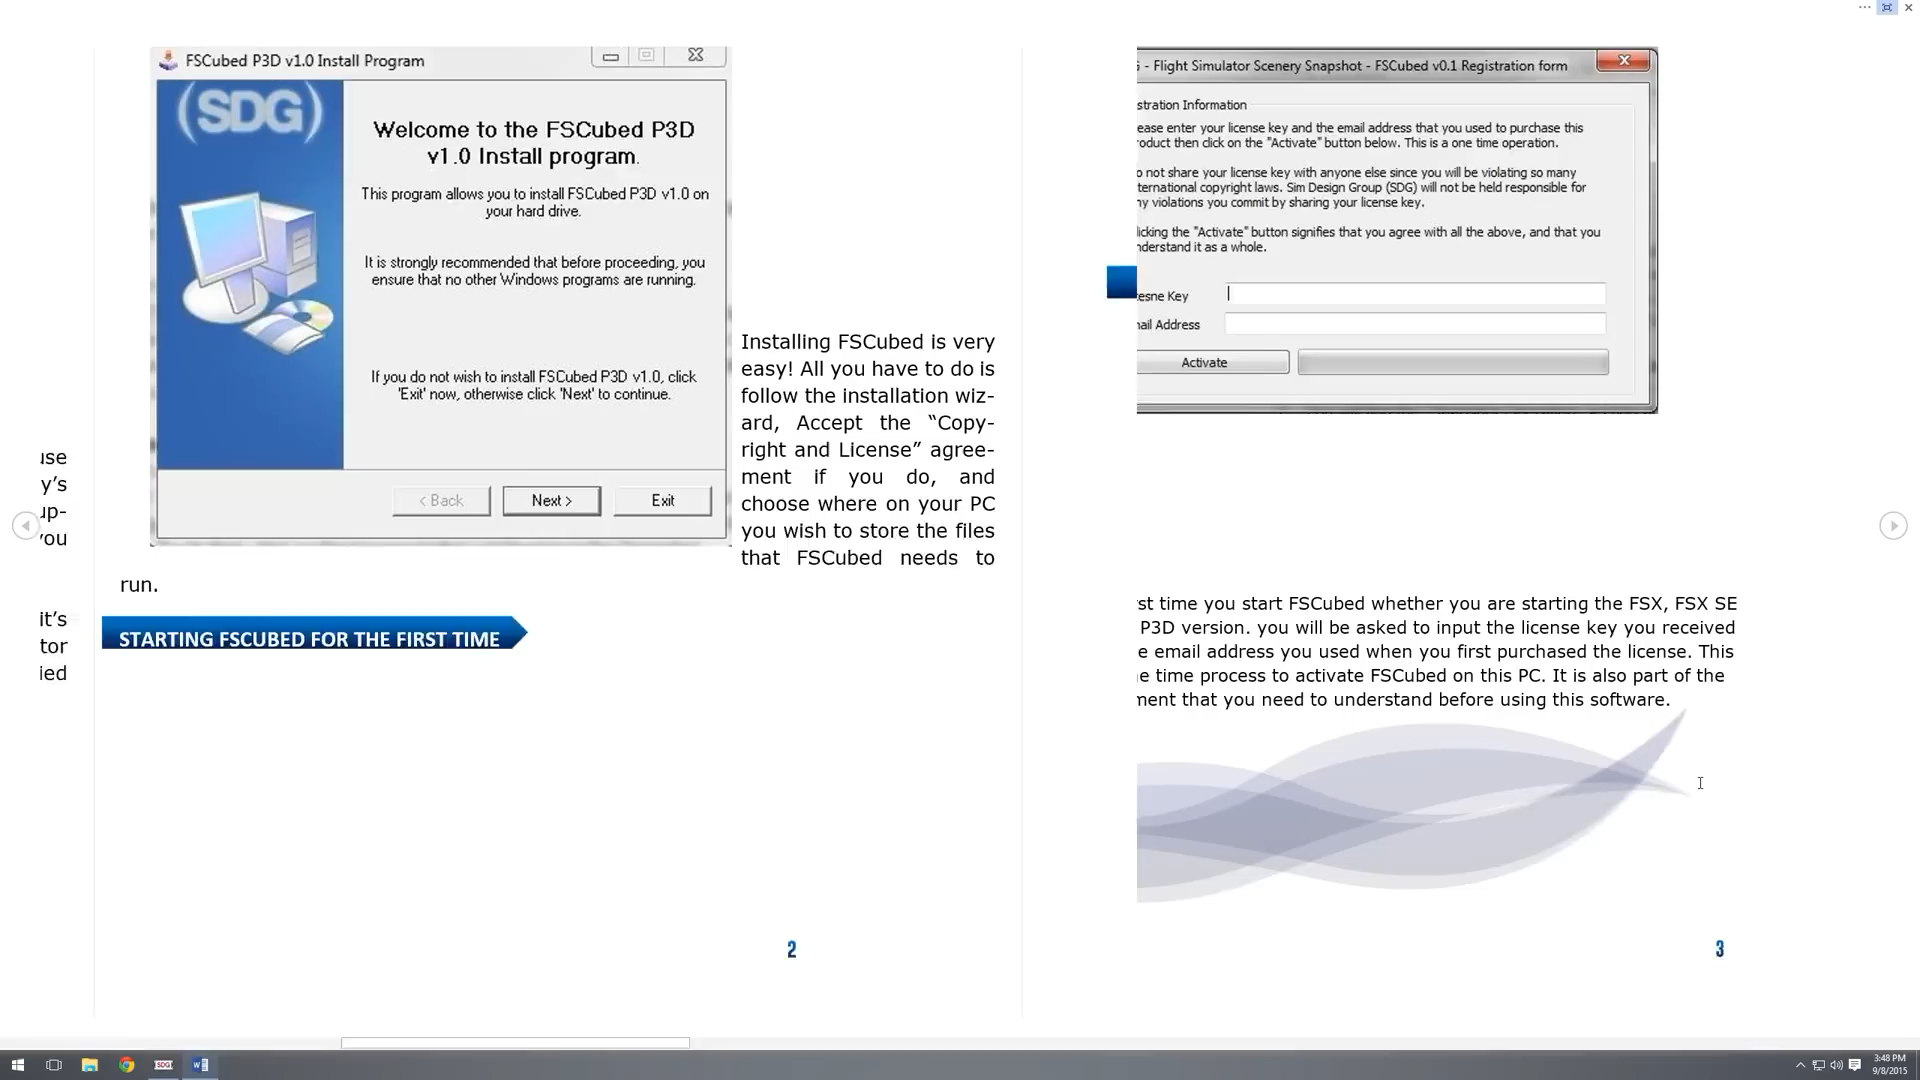 FSCubed P3D v1.0 Install Program
(SDG)
Welcome to the FSCubed P3D
v1.0 Install program.
This program allows you to install FSCubed P3D v1.0 on
your hard drive.
It is strongly recommended that before proceeding, you
ensure that no other Windows programs are running.
If you do not wish to install FSCubed P3D v1.0, click
'Exit' now, otherwise click 'Next' to continue.
< Back
Next >
Exit
use
y’s
up-
you
it’s
tor
ied
Installing FSCubed is very
easy! All you have to do is
follow the installation wiz-
ard, Accept the “Copy-
right and License” agree-
ment if you do, and
choose where on your PC
you wish to store the files
that FSCubed needs to
run.
STARTING FSCUBED FOR THE FIRST TIME
2
- Flight Simulator Scenery Snapshot - FSCubed v0.1 Registration form
stration Information
ease enter your license key and the email address that you used to purchase this
roduct then click on the "Activate" button below. This is a one time operation.
o not share your license key with anyone else since you will be violating so many
ternational copyright laws. Sim Design Group (SDG) will not be held responsible for
ny violations you commit by sharing your license key.
icking the "Activate" button signifies that you agree with all the above, and that you
nderstand it as a whole.
esne Key
ail Address
Activate
rst time you start FSCubed whether you are starting the FSX, FSX SE
P3D version. you will be asked to input the license key you received
e email address you used when you first purchased the license. This
e time process to activate FSCubed on this PC. It is also part of the
ment that you need to understand before using this software.
3
SDG
3:48 PM
9/8/2015